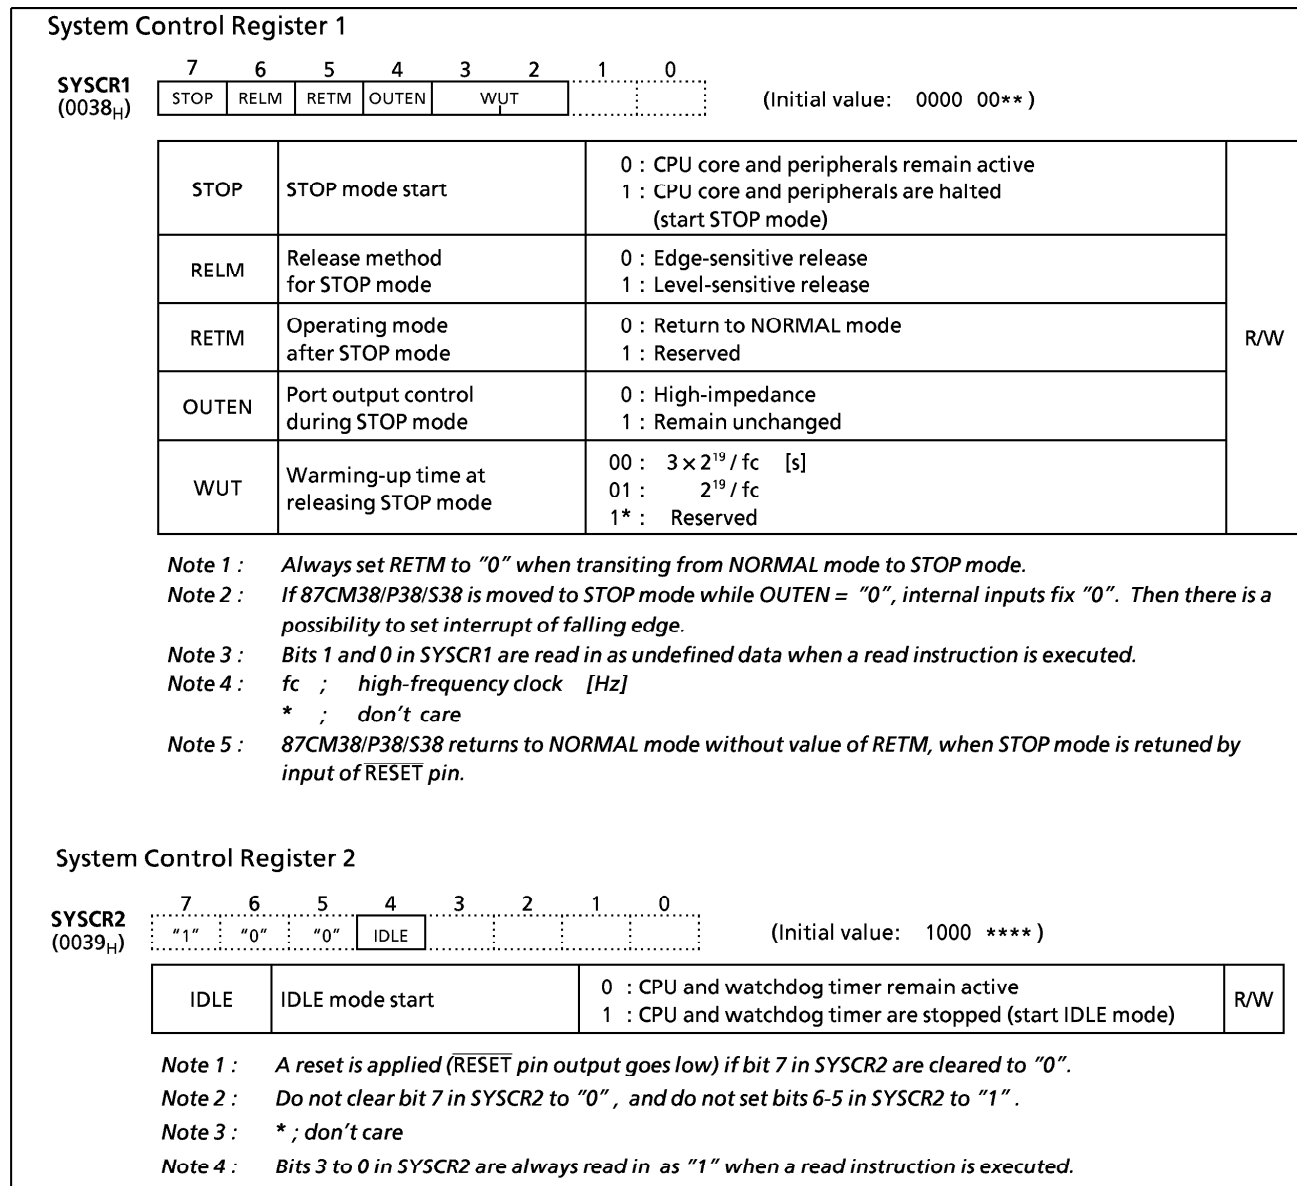 System Control Register 1
7 6 5 4 3 2 1 0
SYSCR1 STOP RELM RETM OUTEN WUT (Initial value: 0000 00**)
(0038H)
STOP STOP mode start 0 : CPU core and peripherals remain active
1 : CPU core and peripherals are halted
(start STOP mode)
RELM Release method 0 : Edge-sensitive release
for STOP mode 1 : Level-sensitive release
RETM Operating mode 0 : Return to NORMAL mode R/W
after STOP mode 1 : Reserved
OUTEN Port output control 0 : High-impedance
during STOP mode 1 : Remain unchanged
WUT Warming-up time at 00 : 3 × 2¹⁹ / fc [s]
releasing STOP mode 01 : 2¹⁹ / fc
1* : Reserved
Note 1 : Always set RETM to "0" when transiting from NORMAL mode to STOP mode.
Note 2 : If 87CM38/P38/S38 is moved to STOP mode while OUTEN = "0", internal inputs fix "0". Then there is a
possibility to set interrupt of falling edge.
Note 3 : Bits 1 and 0 in SYSCR1 are read in as undefined data when a read instruction is executed.
Note 4 : fc ; high-frequency clock [Hz]
* ; don't care
Note 5 : 87CM38/P38/S38 returns to NORMAL mode without value of RETM, when STOP mode is retuned by
input of RESET pin.
System Control Register 2
7 6 5 4 3 2 1 0
SYSCR2 "1" "0" "0" IDLE (Initial value: 1000 ****)
(0039H)
IDLE IDLE mode start 0 : CPU and watchdog timer remain active R/W
1 : CPU and watchdog timer are stopped (start IDLE mode)
Note 1 : A reset is applied (RESET pin output goes low) if bit 7 in SYSCR2 are cleared to "0".
Note 2 : Do not clear bit 7 in SYSCR2 to "0" , and do not set bits 6-5 in SYSCR2 to "1" .
Note 3 : * ; don't care
Note 4 : Bits 3 to 0 in SYSCR2 are always read in as "1" when a read instruction is executed.